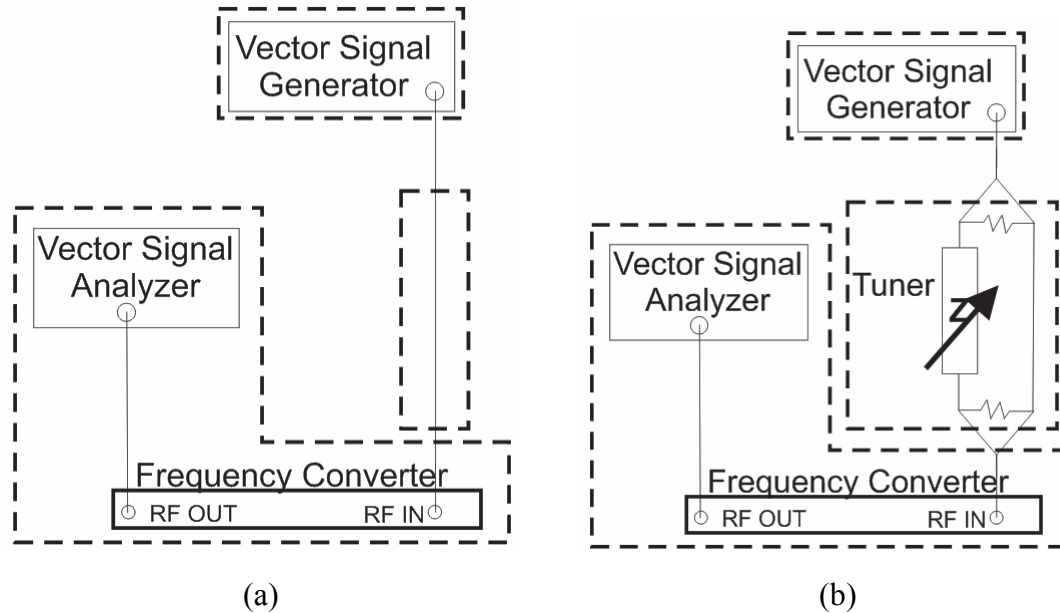 Vector Signal
Generator
Vector Signal
Analyzer
Frequency Converter
RF OUT
RF IN
(a)
Vector Signal
Generator
Vector Signal
Analyzer
Tuner
Z
Frequency Converter
RF OUT
RF IN
(b)